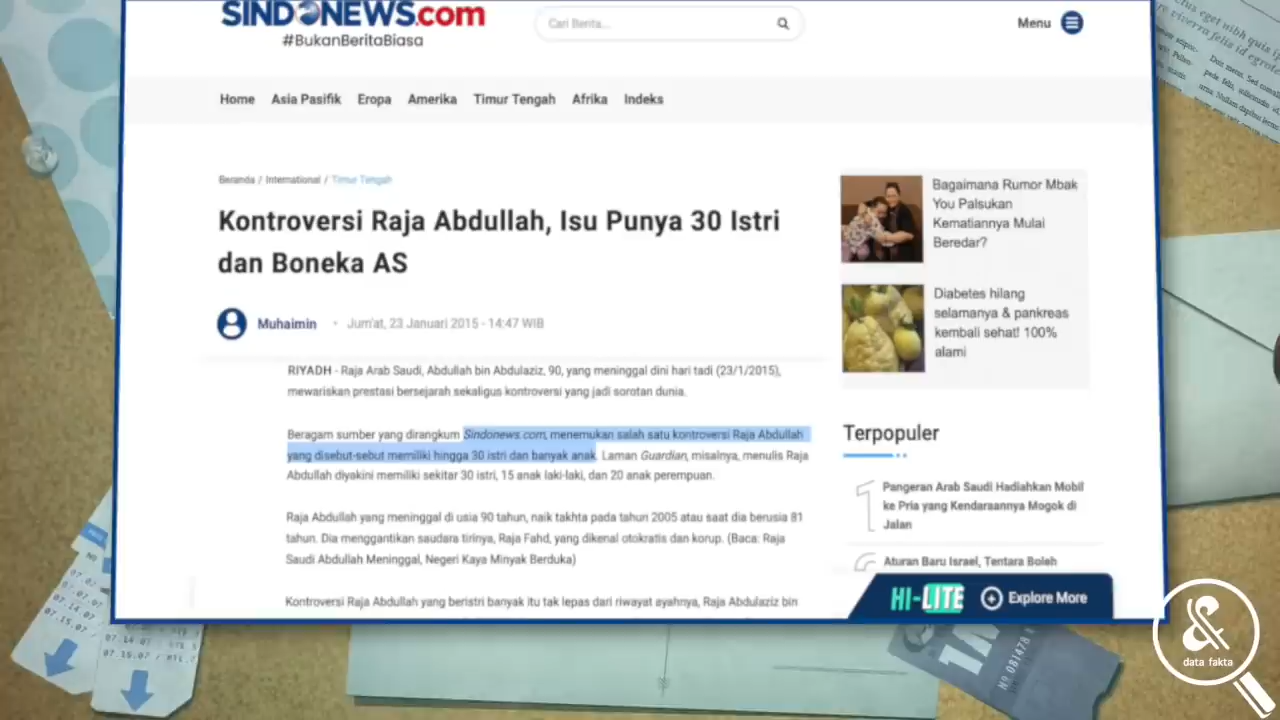 SINDONEWS.com
#BukanBeritaBiasa
Cari Berita...
Menu
Home Asia Pasifik Eropa Amerika Timur Tengah Afrika Indeks
Beranda / International / Timur Tengah
Kontroversi Raja Abdullah, Isu Punya 30 Istri
dan Boneka AS
Muhaimin
Jum'at, 23 Januari 2015 - 14:47 WIB
RIYADH - Raja Arab Saudi, Abdullah bin Abdulaziz, 90, yang meninggal dini hari tadi (23/1/2015),
mewariskan prestasi bersejarah sekaligus kontroversi yang jadi sorotan dunia.
Beragam sumber yang dirangkum Sindonews.com, menemukan salah satu kontroversi Raja Abdullah
yang disebut-sebut memiliki hingga 30 istri dan banyak anak. Laman Guardian, misalnya, menulis Raja
Abdullah diyakini memiliki sekitar 30 istri, 15 anak laki-laki, dan 20 anak perempuan.
Raja Abdullah yang meninggal di usia 90 tahun, naik takhta pada tahun 2005 atau saat dia berusia 81
tahun. Dia menggantikan saudara tirinya, Raja Fahd, yang dikenal otokratis dan korup. (Baca: Raja
Saudi Abdullah Meninggal, Negeri Kaya Minyak Berduka)
Kontroversi Raja Abdullah yang beristri banyak itu tak lepas dari riwayat ayahnya, Raja Abdulaziz bin
Bagaimana Rumor Mbak
You Palsukan
Kematiannya Mulai
Beredar?
Diabetes hilang
selamanya & pankreas
kembali sehat! 100%
alami
Terpopuler
1
Pangeran Arab Saudi Hadiahkan Mobil
ke Pria yang Kendaraannya Mogok di
Jalan
Aturan Baru Israel, Tentara Boleh
HI-LITE
Explore More
&
data fakta
Nº 081478
07.14.07
07.15.07